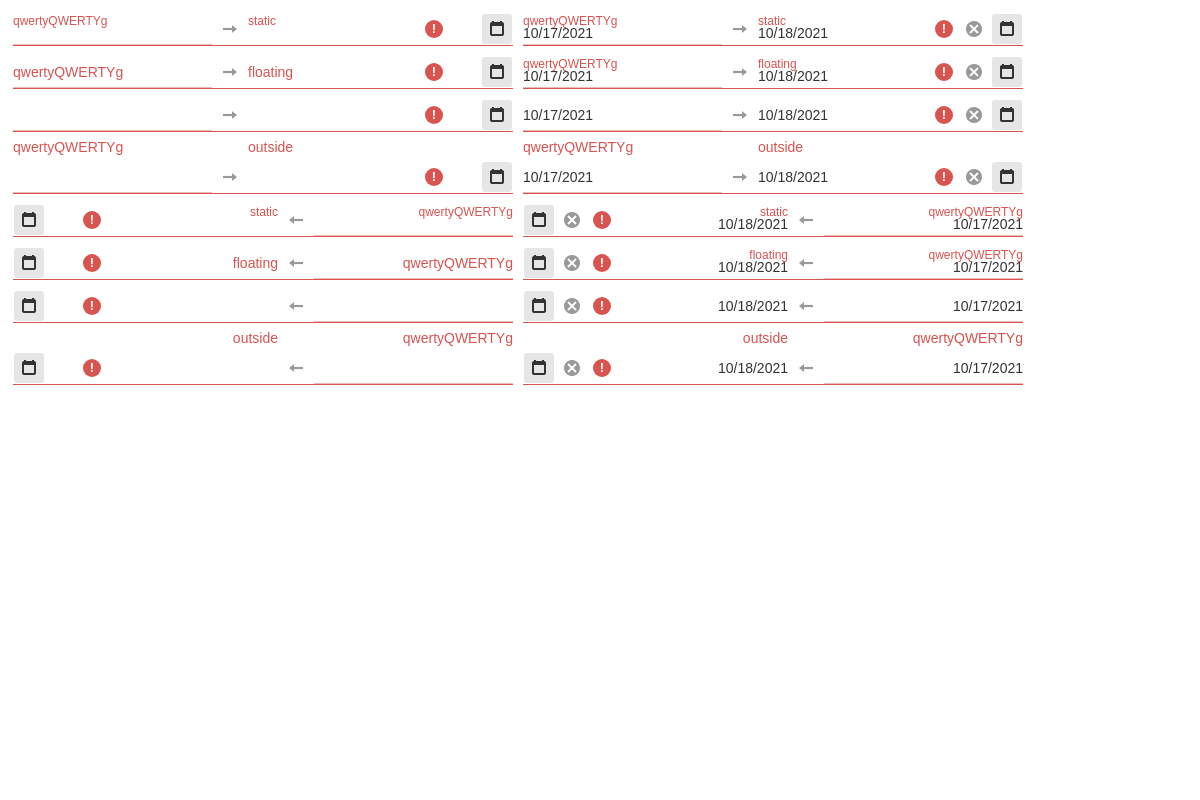 qwertyQWERTYg static ! qwertyQWERTYg static !
10/17/2021 10/18/2021
qwertyQWERTYg floating ! qwertyQWERTYg floating !
10/17/2021 10/18/2021
! 10/17/2021 10/18/2021 !
qwertyQWERTYg outside qwertyQWERTYg outside
! 10/17/2021 10/18/2021 !
! static qwertyQWERTYg ! static qwertyQWERTYg
10/18/2021 10/17/2021
! floating qwertyQWERTYg ! floating qwertyQWERTYg
10/18/2021 10/17/2021
! ! 10/18/2021 10/17/2021
outside qwertyQWERTYg outside qwertyQWERTYg
! ! 10/18/2021 10/17/2021